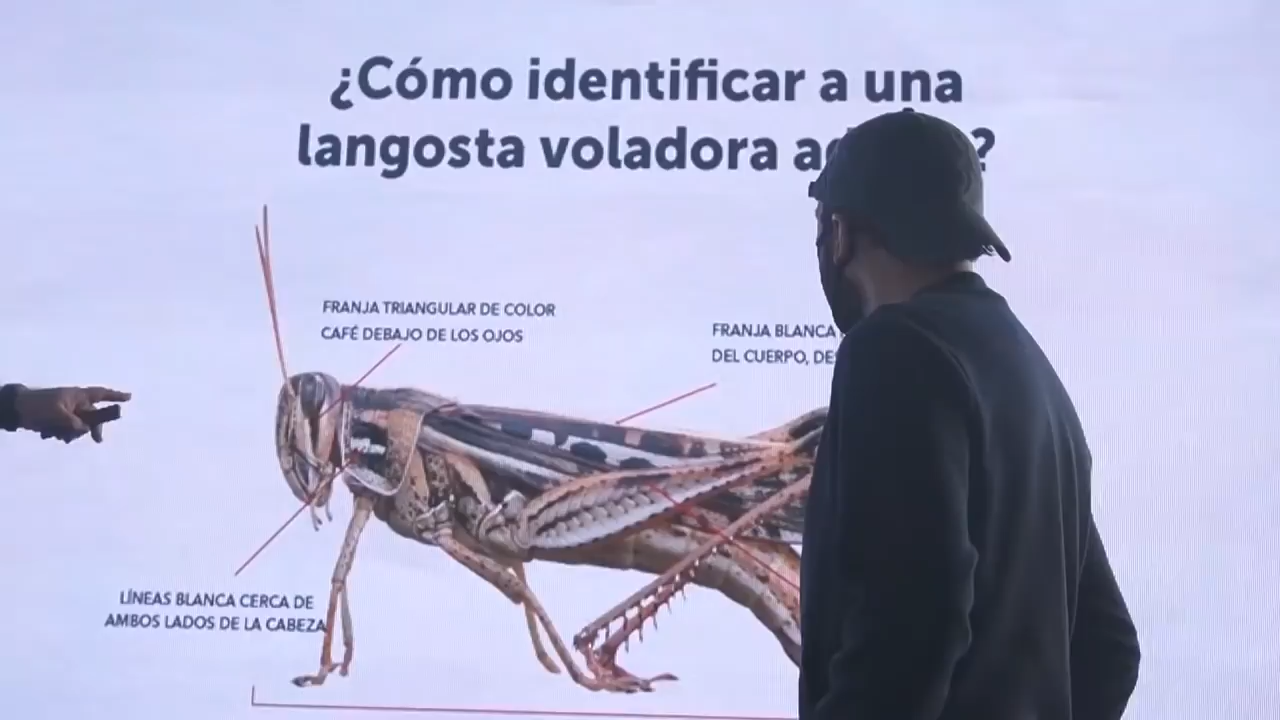 ¿Cómo identificar a una
langosta voladora
FRANJA TRIANGULAR DE COLOR
CAFÉ DEBAJO DE LOS OJOS
FRANJA BLANCA
DEL CUERPO,
LÍNEAS BLANCA CERCA DE
AMBOS LADOS DE LA CABEZA